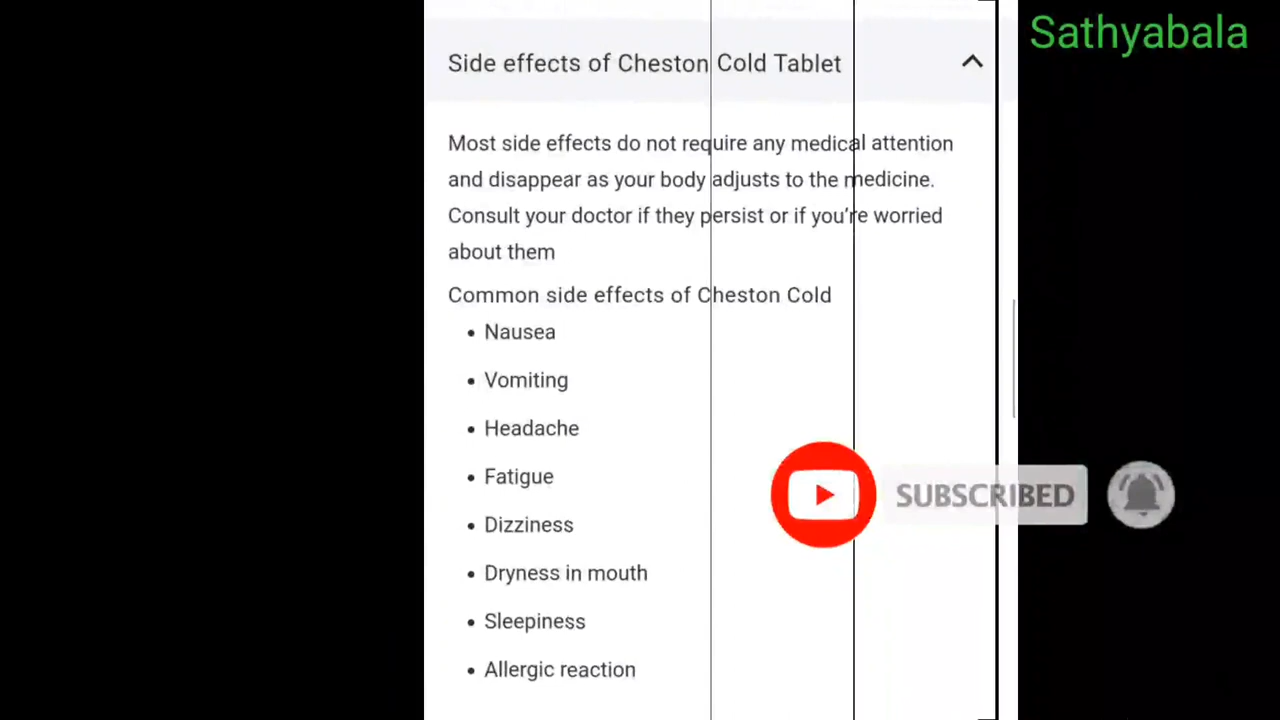 Sathyabala
Side effects of Cheston Cold Tablet
Most side effects do not require any medical attention
and disappear as your body adjusts to the medicine.
Consult your doctor if they persist or if you’re worried
about them
Common side effects of Cheston Cold
• Nausea
• Vomiting
• Headache
• Fatigue
• Dizziness
• Dryness in mouth
• Sleepiness
• Allergic reaction
SUBSCRIBED